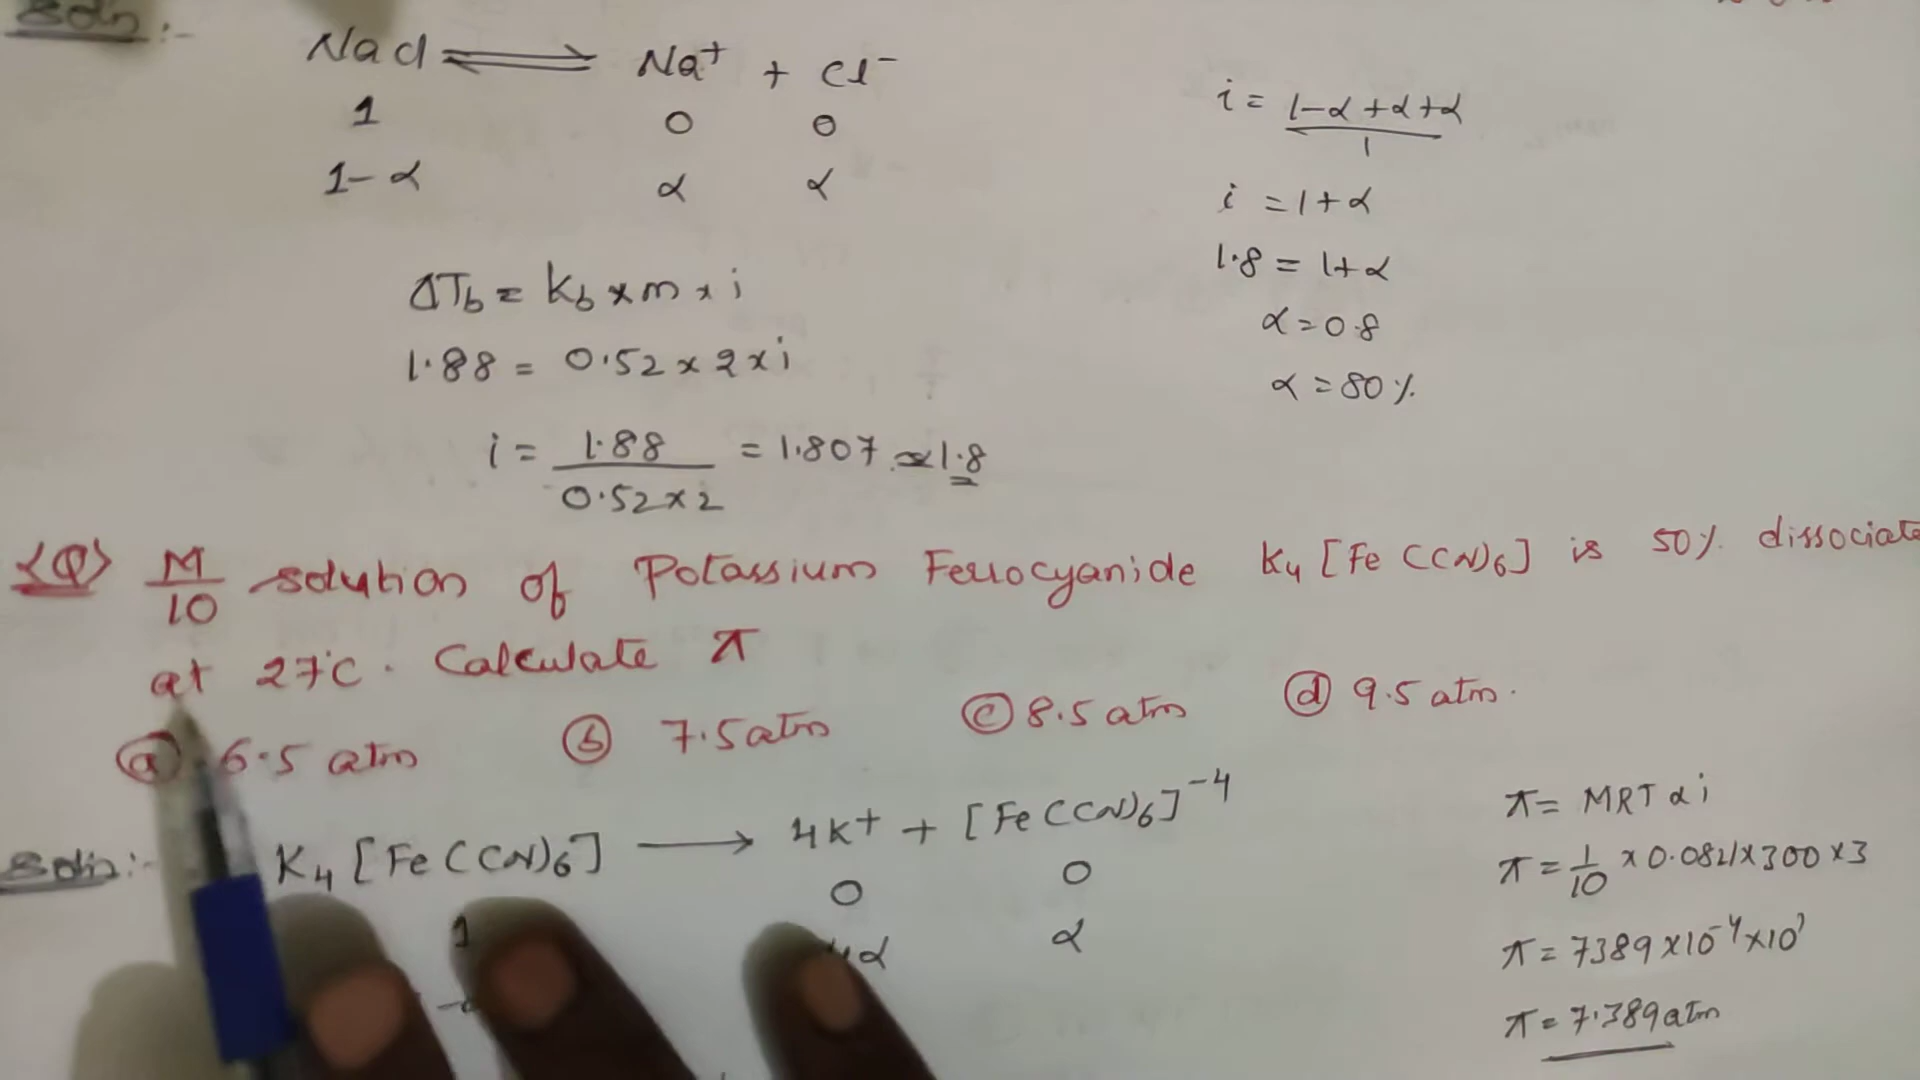 Soln :-
NaCl ⇌ Na⁺ + Cl⁻
1 0 0
1-α α α
ΔTb = Kb × m × i
1.88 = 0.52 × 2 × i
i = 1.88 / 0.52×2 = 1.807 ≃ 1.8
i = 1-α+α+α / 1
i = 1+α
1.8 = 1+α
α = 0.8
α = 80%
<Q> M/10 solution of Potassium Ferrocyanide K₄[Fe(CN)₆] is 50% dissociate
at 27°C. Calculate π
(a) 6.5 atm (b) 7.5 atm (c) 8.5 atm (d) 9.5 atm.
Soln :- K₄[Fe(CN)₆] → 4K⁺ + [Fe(CN)₆]⁻⁴
1 0 0
4α α
π = MRT × i
π = 1/10 × 0.0821 × 300 × 3
π = 7389 × 10⁻⁴ × 10¹
π = 7.389 atm